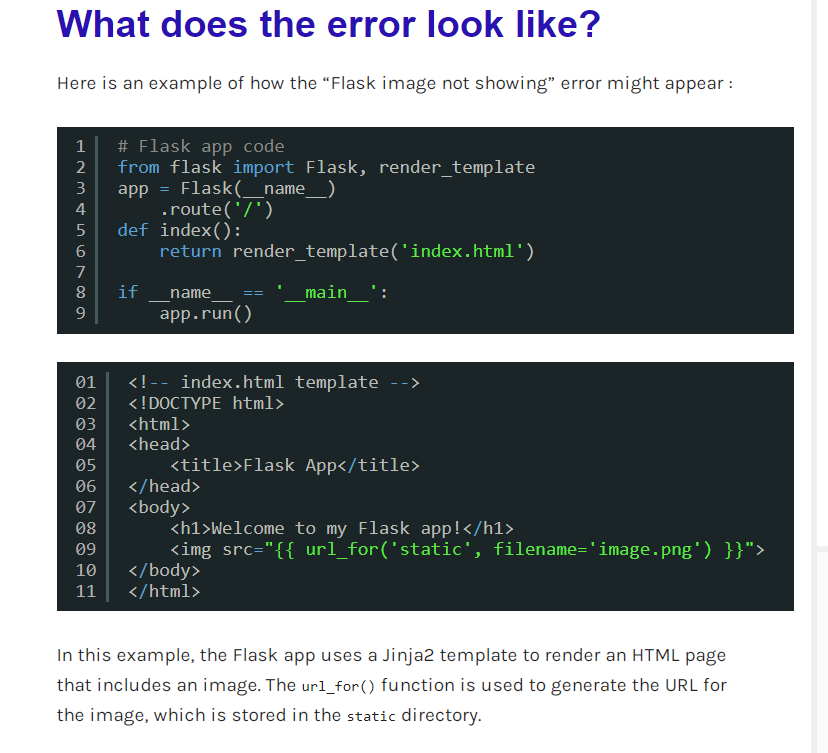 What does the error look like?
Here is an example of how the “Flask image not showing” error might appear :
1 # Flask app code
2 from flask import Flask, render_template
3 app = Flask(__name__)
4     .route('/')
5 def index():
6     return render_template('index.html')
7
8 if __name__ == '__main__':
9     app.run()
01 <!-- index.html template -->
02 <!DOCTYPE html>
03 <html>
04 <head>
05     <title>Flask App</title>
06 </head>
07 <body>
08     <h1>Welcome to my Flask app!</h1>
09     <img src="{{ url_for('static', filename='image.png') }}">
10 </body>
11 </html>
In this example, the Flask app uses a Jinja2 template to render an HTML page
that includes an image. The url_for() function is used to generate the URL for
the image, which is stored in the static directory.